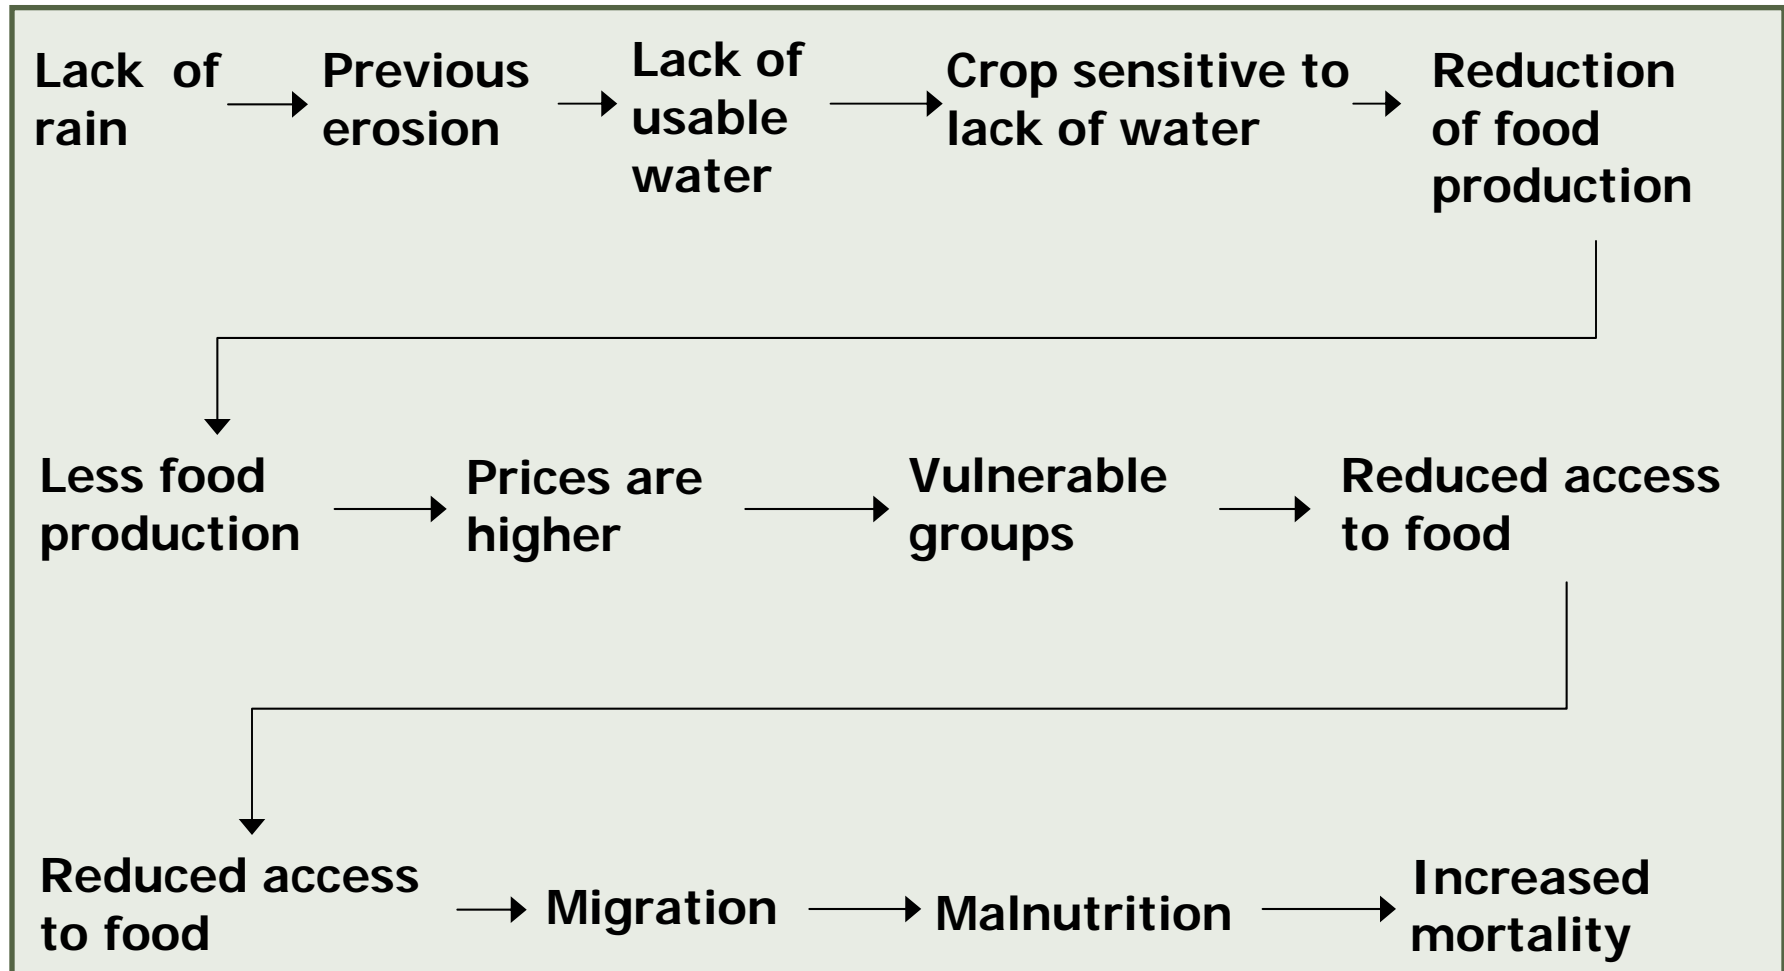 Lack of
rain
Previous
erosion
Lack of
usable
water
Crop sensitive to
lack of water
Reduction
of food
production
Less food
production
Prices are
higher
Vulnerable
groups
Reduced access
to food
Reduced access
to food
Migration
Malnutrition
Increased
mortality